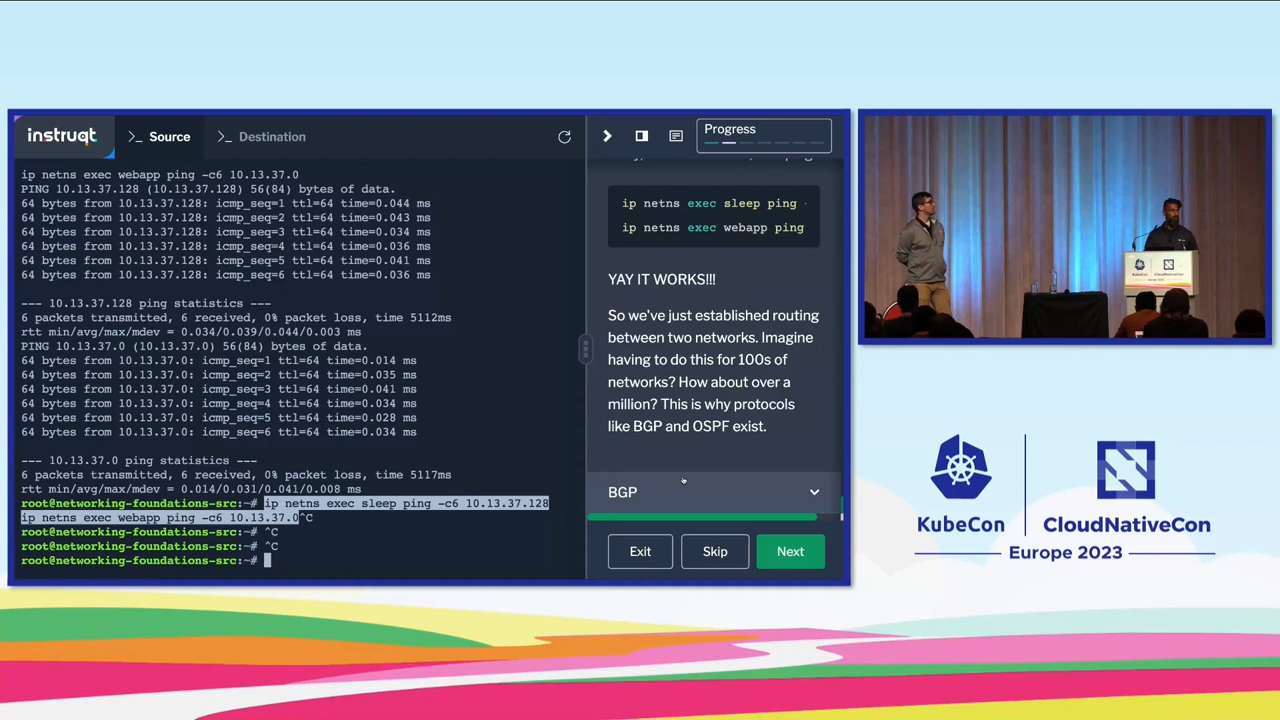 instruqt
>_ Source
>_ Destination
Progress
ip netns exec webapp ping -c6 10.13.37.0
PING 10.13.37.128 (10.13.37.128) 56(84) bytes of data.
64 bytes from 10.13.37.128: icmp_seq=1 ttl=64 time=0.044 ms
64 bytes from 10.13.37.128: icmp_seq=2 ttl=64 time=0.043 ms
64 bytes from 10.13.37.128: icmp_seq=3 ttl=64 time=0.034 ms
64 bytes from 10.13.37.128: icmp_seq=4 ttl=64 time=0.036 ms
64 bytes from 10.13.37.128: icmp_seq=5 ttl=64 time=0.041 ms
64 bytes from 10.13.37.128: icmp_seq=6 ttl=64 time=0.036 ms
--- 10.13.37.128 ping statistics ---
6 packets transmitted, 6 received, 0% packet loss, time 5112ms
rtt min/avg/max/mdev = 0.034/0.039/0.044/0.003 ms
PING 10.13.37.0 (10.13.37.0) 56(84) bytes of data.
64 bytes from 10.13.37.0: icmp_seq=1 ttl=64 time=0.014 ms
64 bytes from 10.13.37.0: icmp_seq=2 ttl=64 time=0.035 ms
64 bytes from 10.13.37.0: icmp_seq=3 ttl=64 time=0.041 ms
64 bytes from 10.13.37.0: icmp_seq=4 ttl=64 time=0.034 ms
64 bytes from 10.13.37.0: icmp_seq=5 ttl=64 time=0.028 ms
64 bytes from 10.13.37.0: icmp_seq=6 ttl=64 time=0.034 ms
--- 10.13.37.0 ping statistics ---
6 packets transmitted, 6 received, 0% packet loss, time 5117ms
rtt min/avg/max/mdev = 0.014/0.031/0.041/0.008 ms
root@networking-foundations-src:~# ip netns exec sleep ping -c6 10.13.37.128
ip netns exec webapp ping -c6 10.13.37.0^C
root@networking-foundations-src:~# ^C
root@networking-foundations-src:~# ^C
root@networking-foundations-src:~#
ip netns exec sleep ping
ip netns exec webapp ping
YAY IT WORKS!!!
So we've just established routing
between two networks. Imagine
having to do this for 100s of
networks? How about over a
million? This is why protocols
like BGP and OSPF exist.
BGP
Exit
Skip
Next
KubeCon
CloudNativeCon
KubeCon
CloudNativeCon
Europe 2023